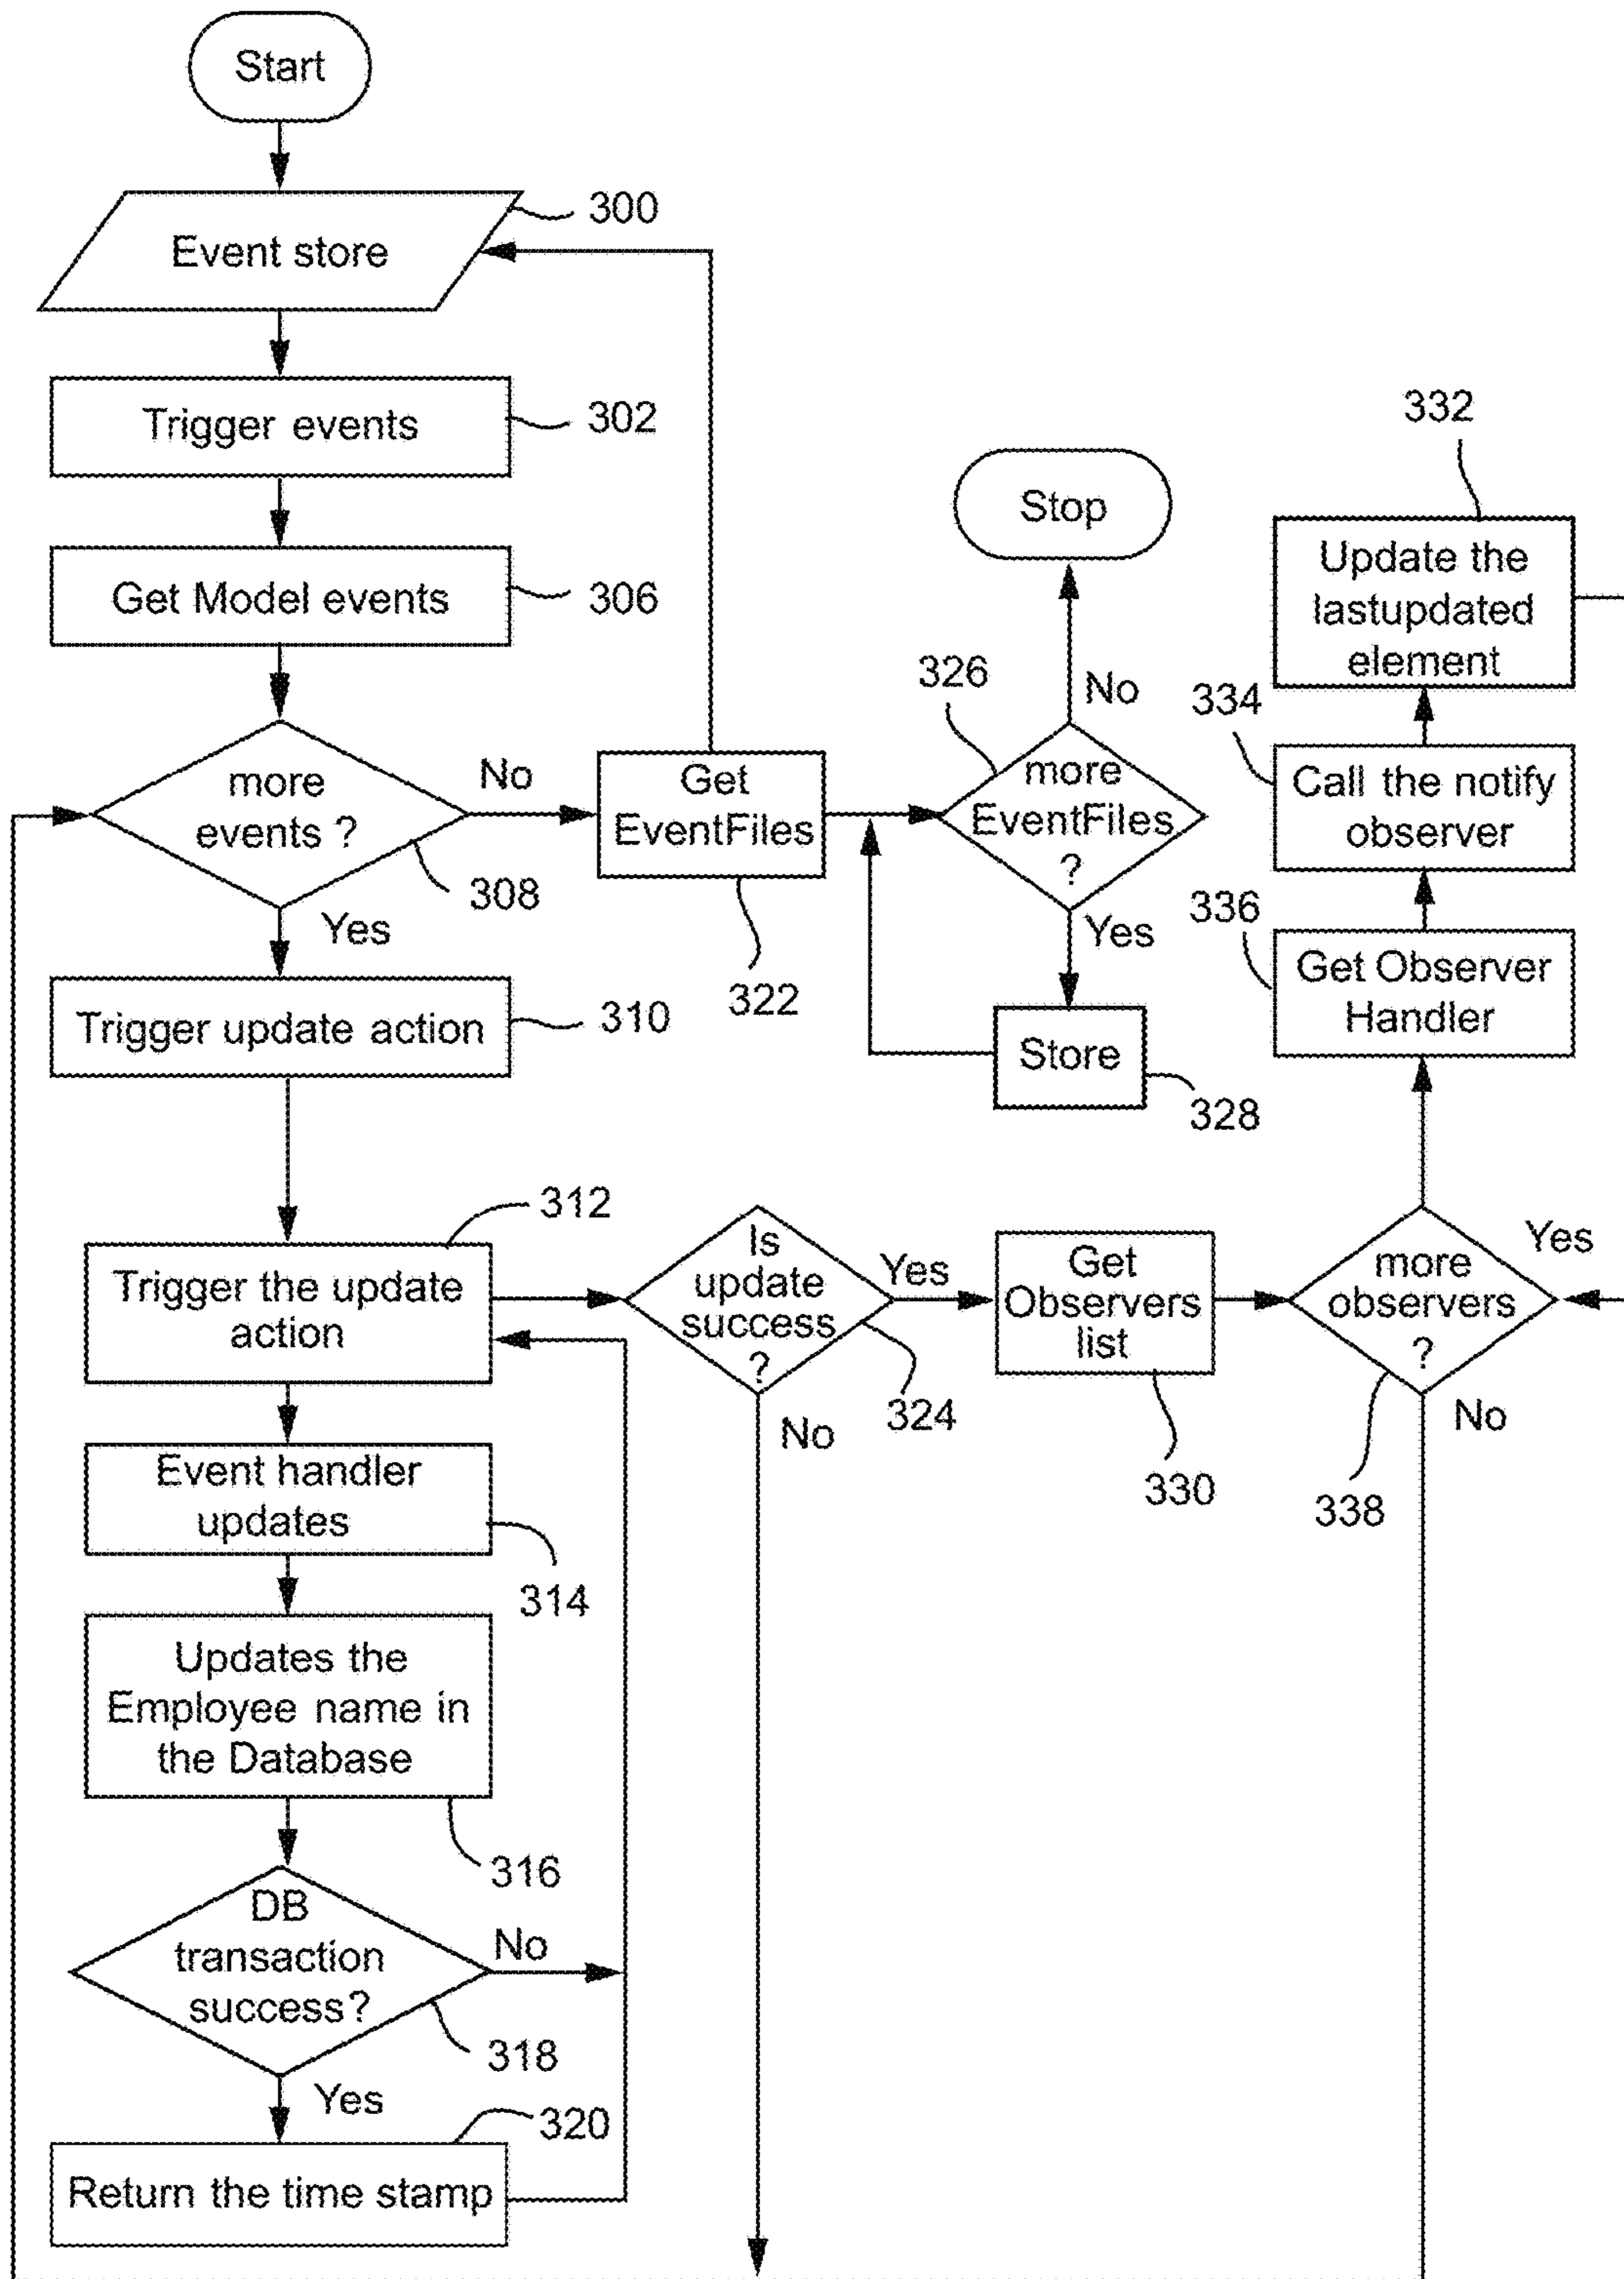 Start
300
Event store
Trigger events
302
Get Model events
306
more
events ?
308
No
Yes
Get
EventFiles
322
Stop
326
No
more
EventFiles
?
Yes
Store
328
332
Update the
lastupdated
element
334
Call the notify
observer
336
Get Observer
Handler
Trigger update action
310
312
Trigger the update
action
Is
update
success
?
Yes
324
No
Get
Observers
list
330
more
observers
?
Yes
338
No
Event handler
updates
314
Updates the
Employee name in
the Database
316
DB
transaction
success?
No
318
Yes
320
Return the time stamp